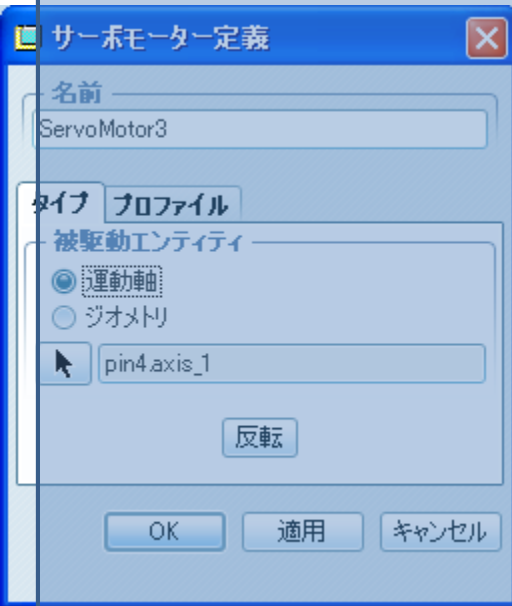 サーボモーター定義
名前
ServoMotor3
タイプ プロファイル
被駆動エンティティ
運動軸
ジオメトリ
pin4.axis_1
反転
OK 適用 キャンセル